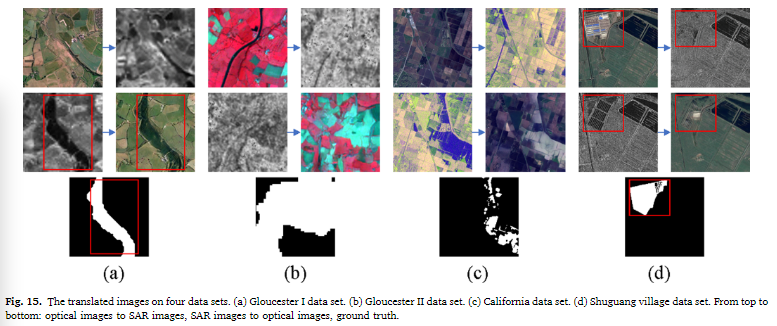 (a)
(b)
(c)
(d)
Fig. 15. The translated images on four data sets. (a) Gloucester I data set. (b) Gloucester II data set. (c) California data set. (d) Shuguang village data set. From top to
bottom: optical images to SAR images, SAR images to optical images, ground truth.